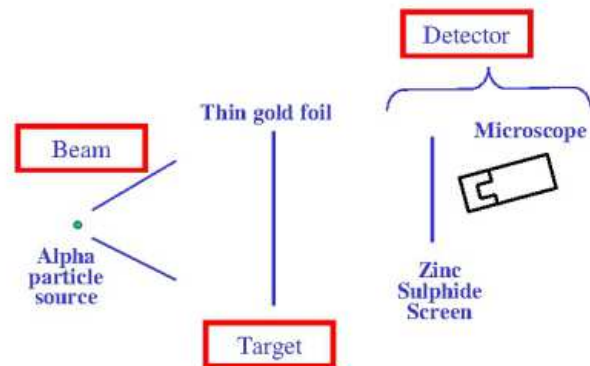 Detector
Thin gold foil
Microscope
Beam
Alpha
particle
source
Zinc
Sulphide
Screen
Target